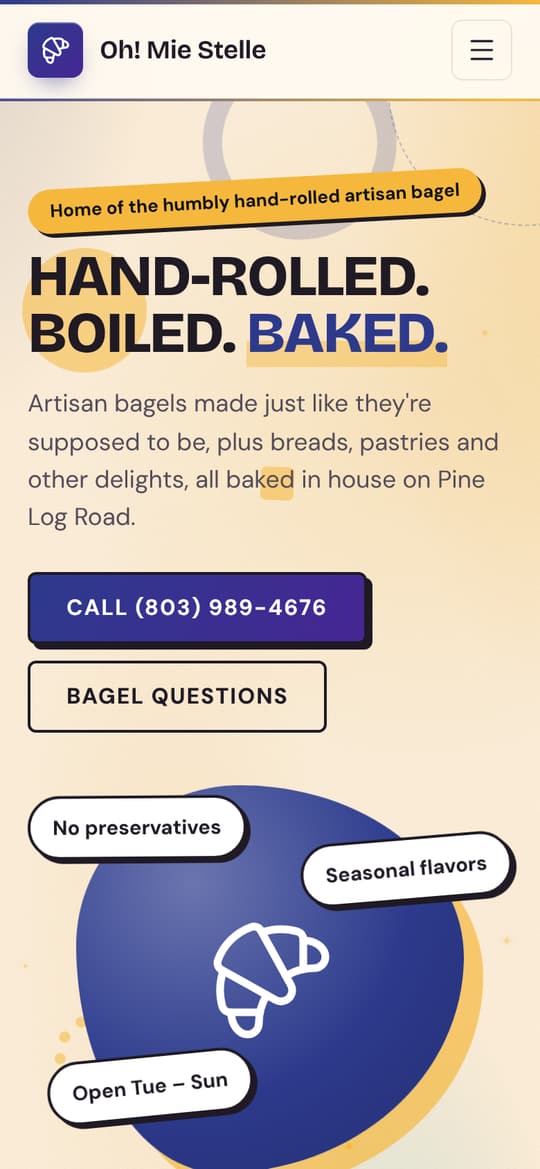 Oh! Mie Stelle
Home of the humbly hand-rolled artisan bagel
HAND-ROLLED.
BOILED. BAKED.
Artisan bagels made just like they're
supposed to be, plus breads, pastries and
other delights, all baked in house on Pine
Log Road.
CALL (803) 989-4676
BAGEL QUESTIONS
No preservatives
Seasonal flavors
Open Tue – Sun